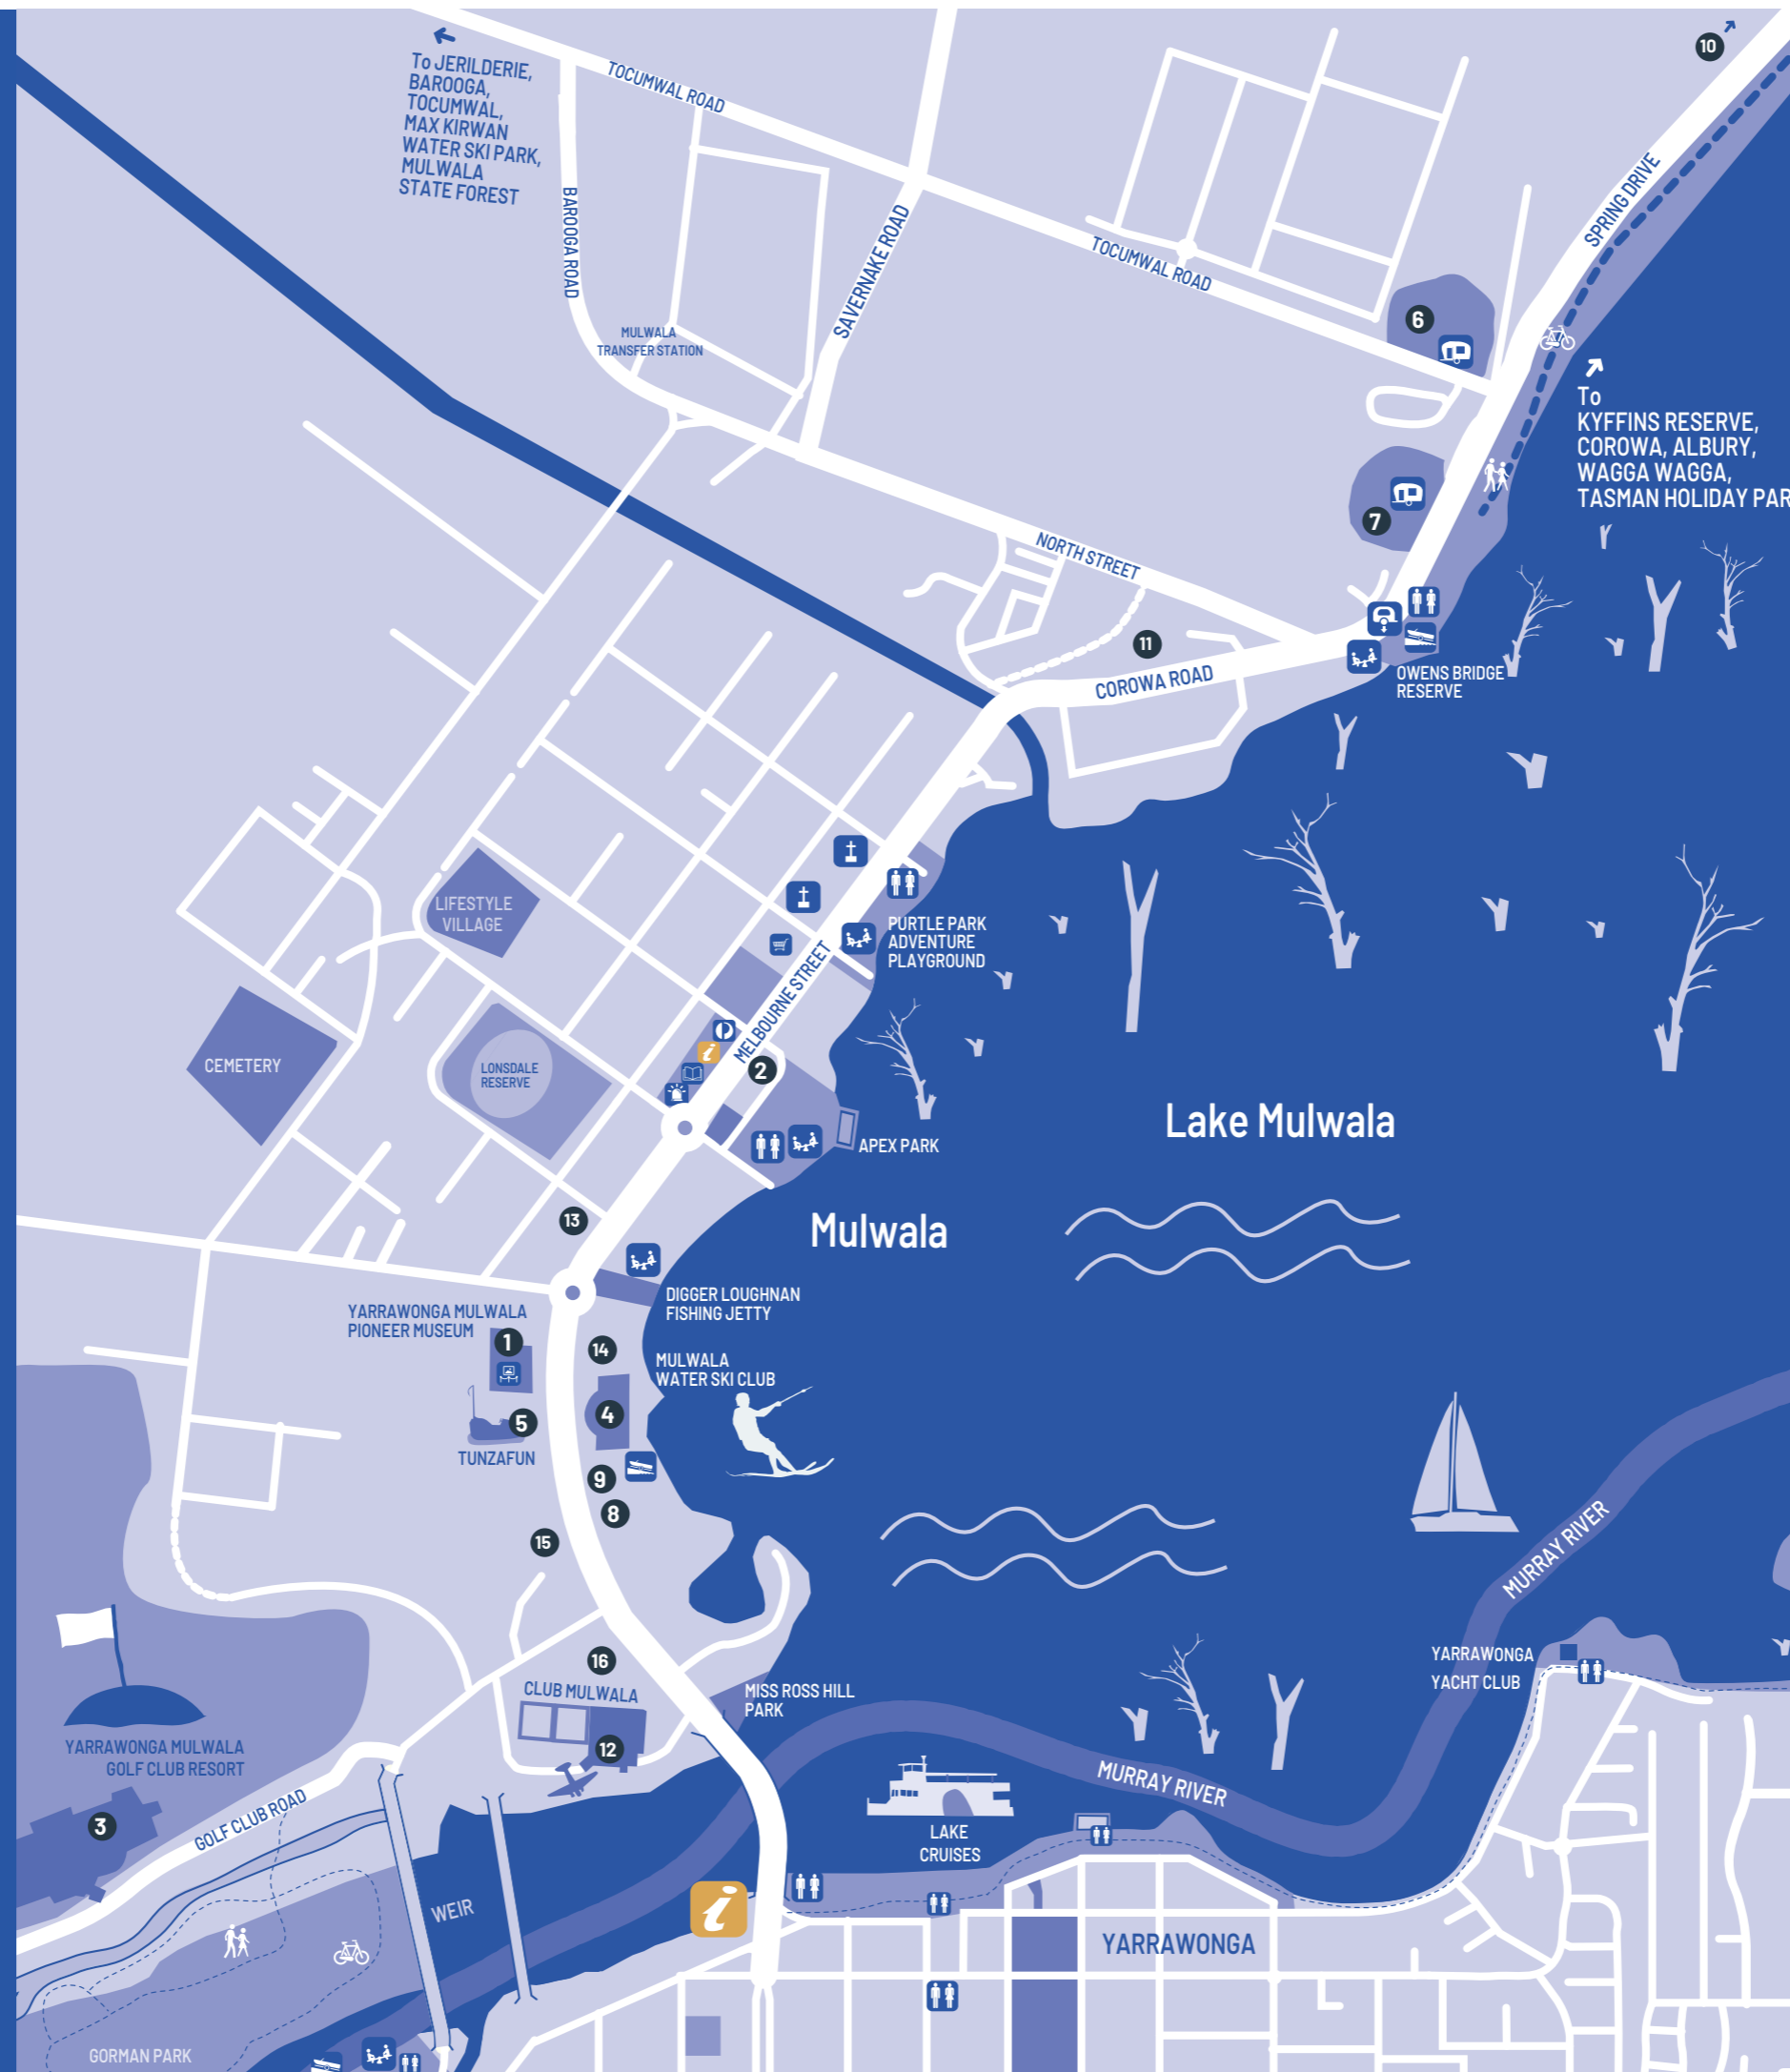 10
To JERILDERIE,
BAROOGA,
TOCUMWAL,
MAX KIRWAN
WATER SKI PARK,
MULWALA
STATE FOREST
TOCUMWAL ROAD
BAROOGA ROAD
SAVERNAKE ROAD
SPRING DRIVE
TOCUMWAL ROAD
MULWALA
TRANSFER STATION
6
To
KYFFINS RESERVE,
COROWA, ALBURY,
WAGGA WAGGA,
TASMAN HOLIDAY PAR
7
NORTH STREET
11
COROWA ROAD
OWENS BRIDGE
RESERVE
LIFESTYLE
VILLAGE
PURTLE PARK
ADVENTURE
PLAYGROUND
MELBOURNE STREET
CEMETERY
LONSDALE
RESERVE
i
2
APEX PARK
Lake Mulwala
Mulwala
13
DIGGER LOUGHNAN
FISHING JETTY
YARRAWONGA MULWALA
PIONEER MUSEUM
1
14
MULWALA
WATER SKI CLUB
4
5
TUNZAFUN
9
8
15
MURRAY RIVER
16
CLUB MULWALA
12
MISS ROSS HILL
PARK
YARRAWONGA
YACHT CLUB
YARRAWONGA MULWALA
GOLF CLUB RESORT
3
GOLF CLUB ROAD
MURRAY RIVER
LAKE
CRUISES
WEIR
i
YARRAWONGA
GORMAN PARK